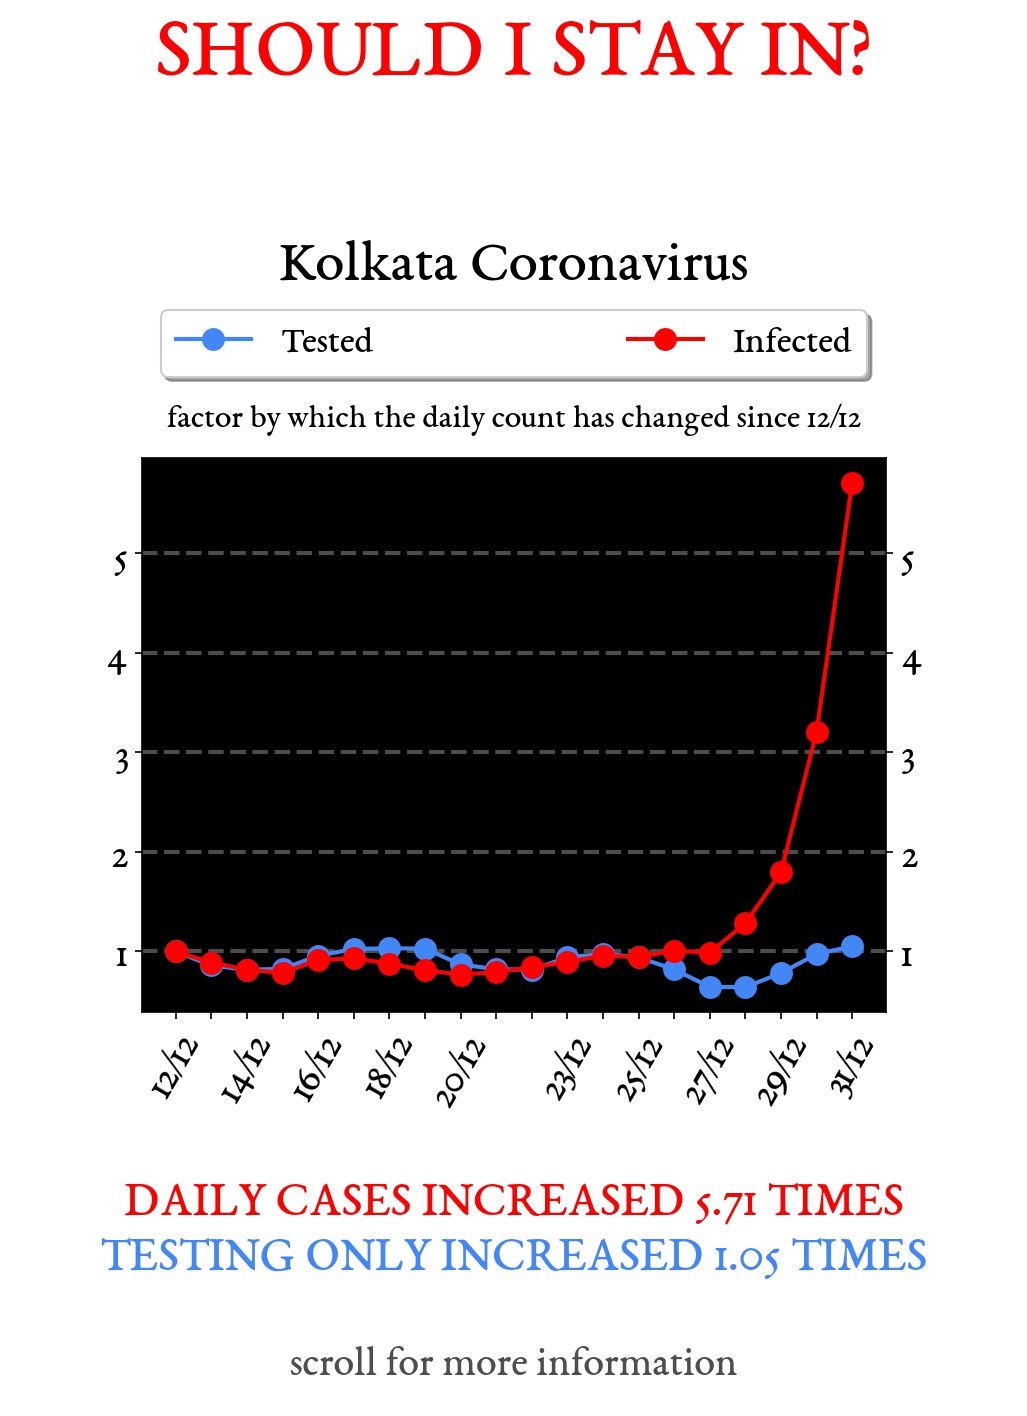 SHOULD I STAY IN?
Kolkata Coronavirus
Tested Infected
factor by which the daily count has changed since 12/12
5 5
4 4
3 3
2 2
1 1
12/12 14/12 16/12 18/12 20/12 23/12 25/12 27/12 29/12 31/12
DAILY CASES INCREASED 5.71 TIMES
TESTING ONLY INCREASED 1.05 TIMES
scroll for more information